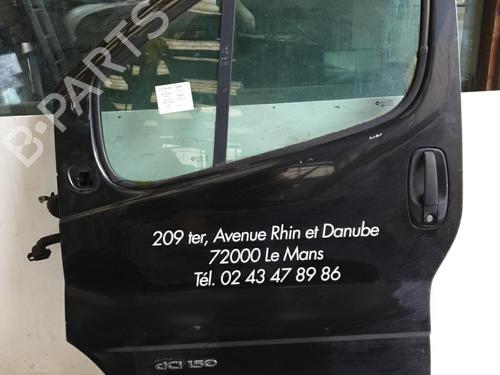 B-PARTS
209 ter, Avenue Rhin et Danube
72000 Le Mans
Tél. 02 43 47 89 86
dCi 150